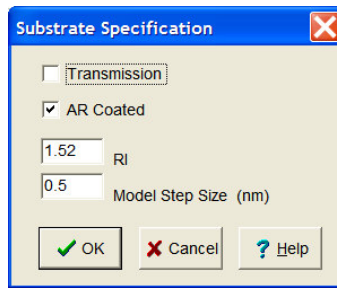 Substrate Specification
Transmission
AR Coated
1.52 RI
0.5 Model Step Size (nm)
OK Cancel ? Help